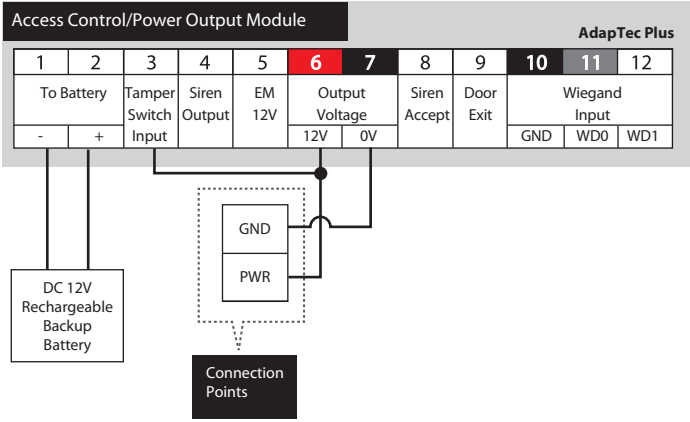 Access Control/Power Output Module
AdapTec Plus
1 2 3 4 5 6 7 8 9 10 11 12
To Battery
Tamper
Switch
Input
Siren
Output
EM
12V
Output
Voltage
Siren
Accept
Door
Exit
Wiegand
Input
- + 12V 0V GND WD0 WD1
GND
PWR
DC 12V
Rechargeable
Backup
Battery
Connection
Points